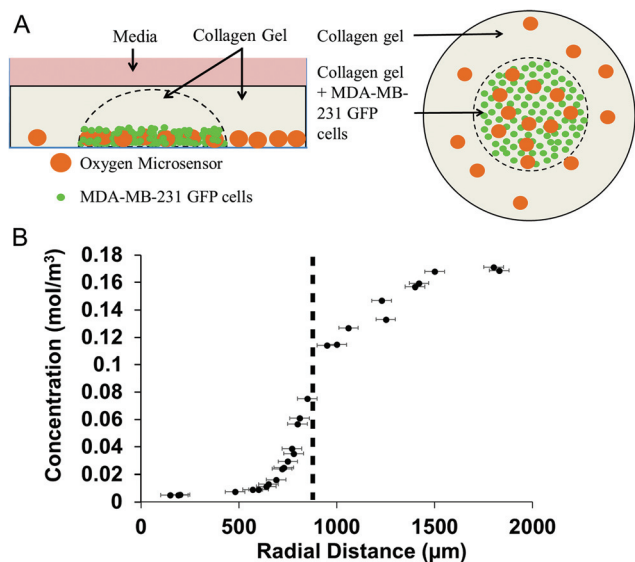 A
Media
Collagen Gel
Oxygen Microsensor
MDA-MB-231 GFP cells
Collagen gel
Collagen gel
+ MDA-MB-
231 GFP
cells
B
Concentration (mol/m³)
0.18
0.16
0.14
0.12
0.1
0.08
0.06
0.04
0.02
0
0
500
1000
1500
2000
Radial Distance (µm)